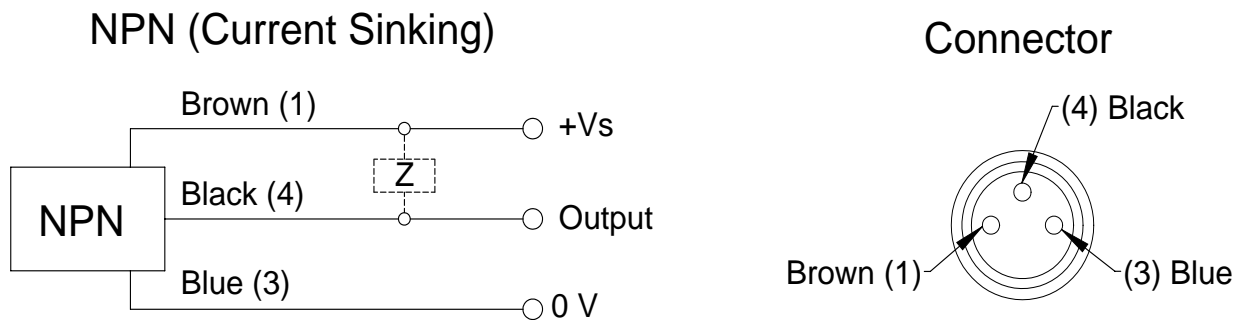 NPN (Current Sinking)
Brown (1)
+Vs
Z
NPN
Black (4)
Output
Blue (3)
0 V
Connector
(4) Black
Brown (1)
(3) Blue